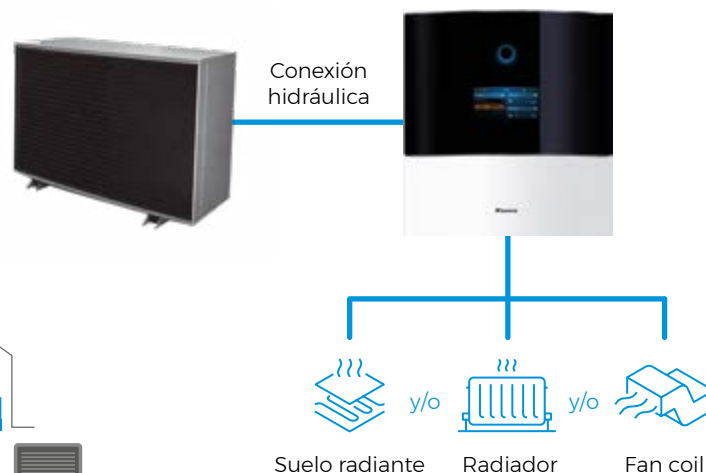 Conexión
hidráulica
y/o
y/o
Suelo radiante
Radiador
Fan coil